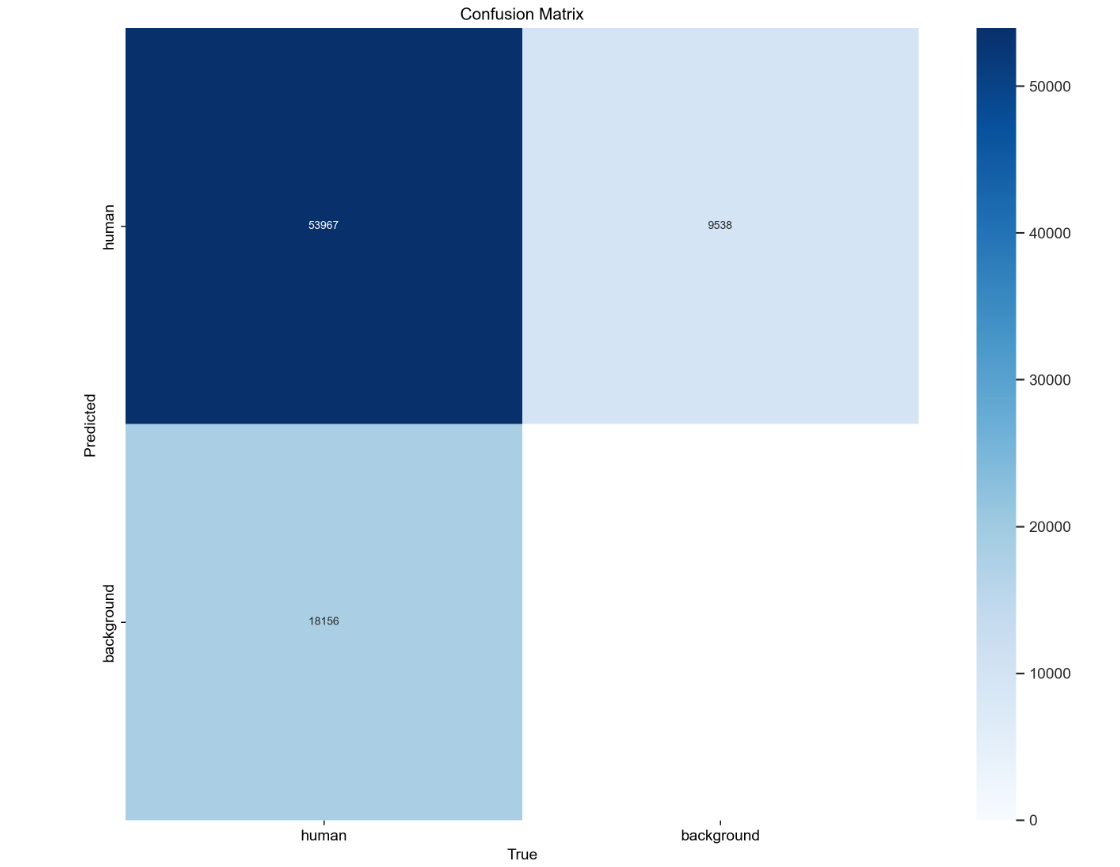 Confusion Matrix
50000
human
53967
9538
40000
Predicted
30000
20000
background
18156
10000
0
human
background
True